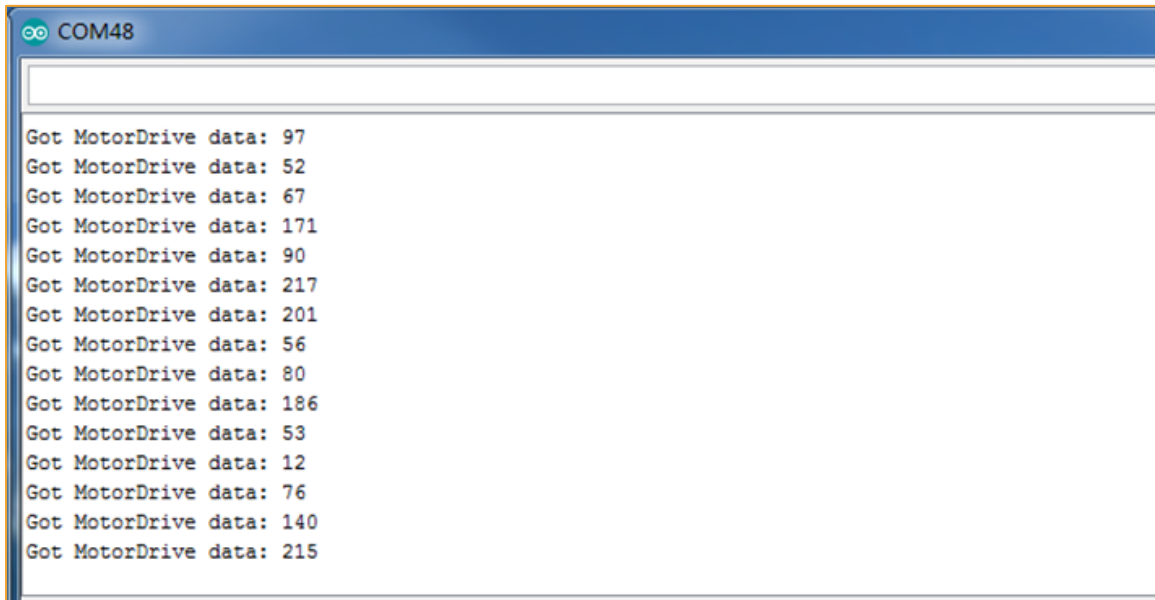 COM48
Got MotorDrive data: 97
Got MotorDrive data: 52
Got MotorDrive data: 67
Got MotorDrive data: 171
Got MotorDrive data: 90
Got MotorDrive data: 217
Got MotorDrive data: 201
Got MotorDrive data: 56
Got MotorDrive data: 80
Got MotorDrive data: 186
Got MotorDrive data: 53
Got MotorDrive data: 12
Got MotorDrive data: 76
Got MotorDrive data: 140
Got MotorDrive data: 215